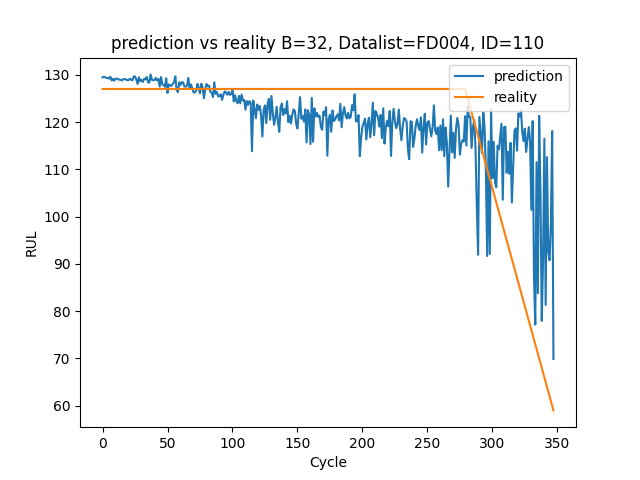 prediction vs reality B=32, Datalist=FD004, ID=110
prediction
reality
RUL
130
120
110
100
90
80
70
60
0 50 100 150 200 250 300 350
Cycle